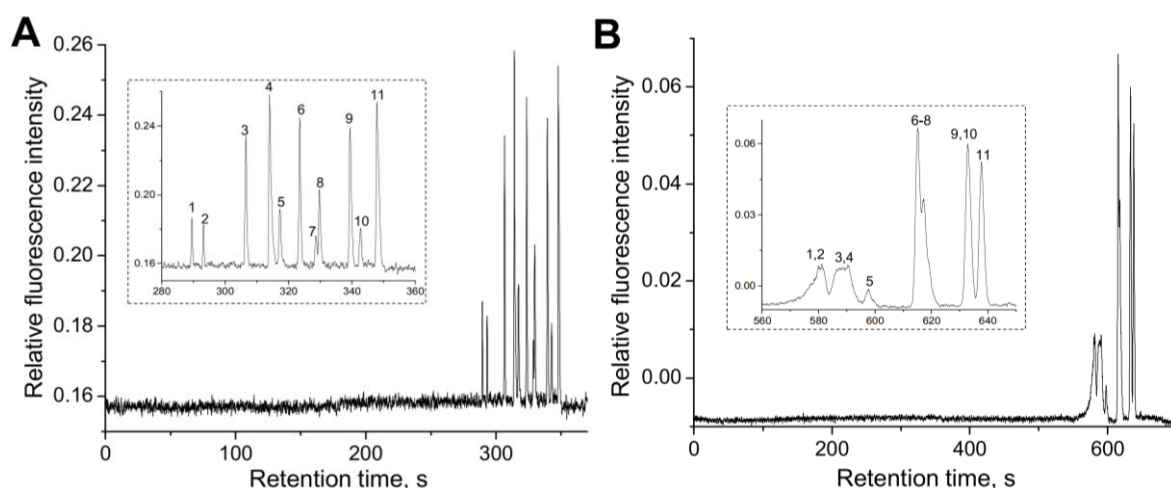 A
Relative fluorescence intensity
0.26
0.24
0.22
0.20
0.18
0.16
0 100 200 300
Retention time, s
0.24
0.20
0.16
280 300 320 340 360
1 2 3 4 5 6 7 8 9 10 11
B
Relative fluorescence intensity
0.06
0.04
0.02
0.00
0 200 400 600
Retention time, s
0.06
0.03
0.00
560 580 600 620 640
1,2 3,4 5 6-8 9,10 11